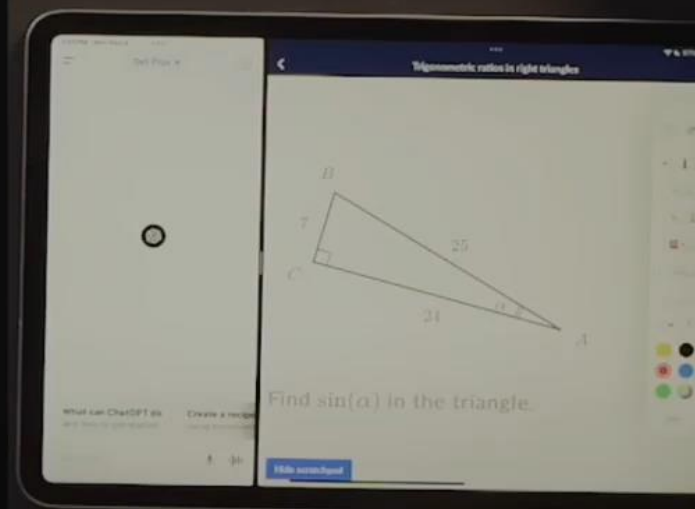 Trigonometric ratios in right triangles
B
7
25
C
24
α
A
Find sin(α) in the triangle.
What can ChatGPT do
Create a recipe
Hide scratchpad